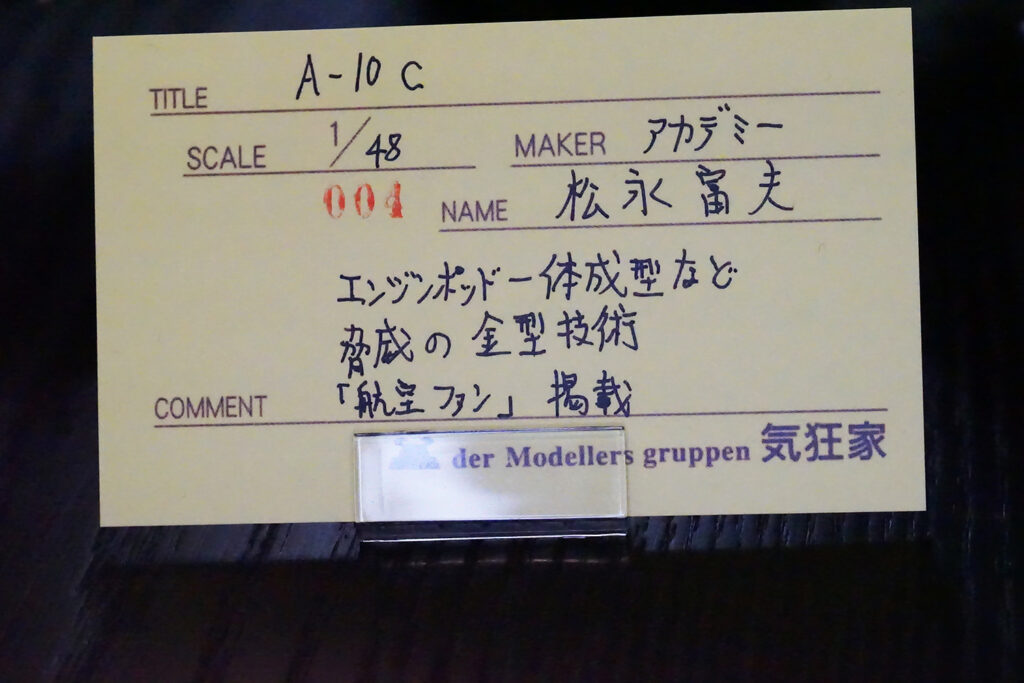 TITLE A-10 C
SCALE 1/48 MAKER アカデミー
004 NAME 松永富夫
エンジンポッド一体成型など
脅威の金型技術
COMMENT 「航空ファン」掲載
der Modellers gruppen 気狂家